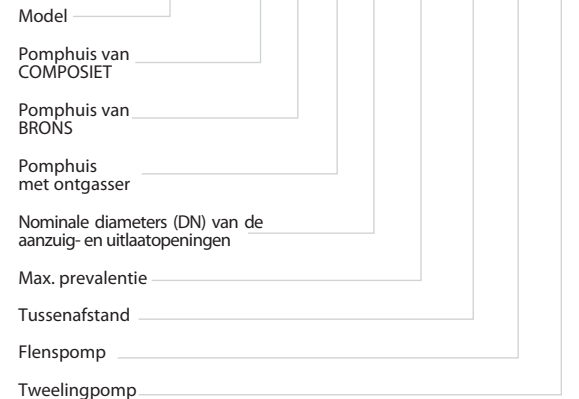 Model
Pomphuis van
COMPOSIET
Pomphuis van
BRONS
Pomphuis
met ontgasser
Nominale diameters (DN) van de
aanzuig- en uitlaatopeningen
Max. prevalentie
Tussenafstand
Flenspomp
Tweelingpomp